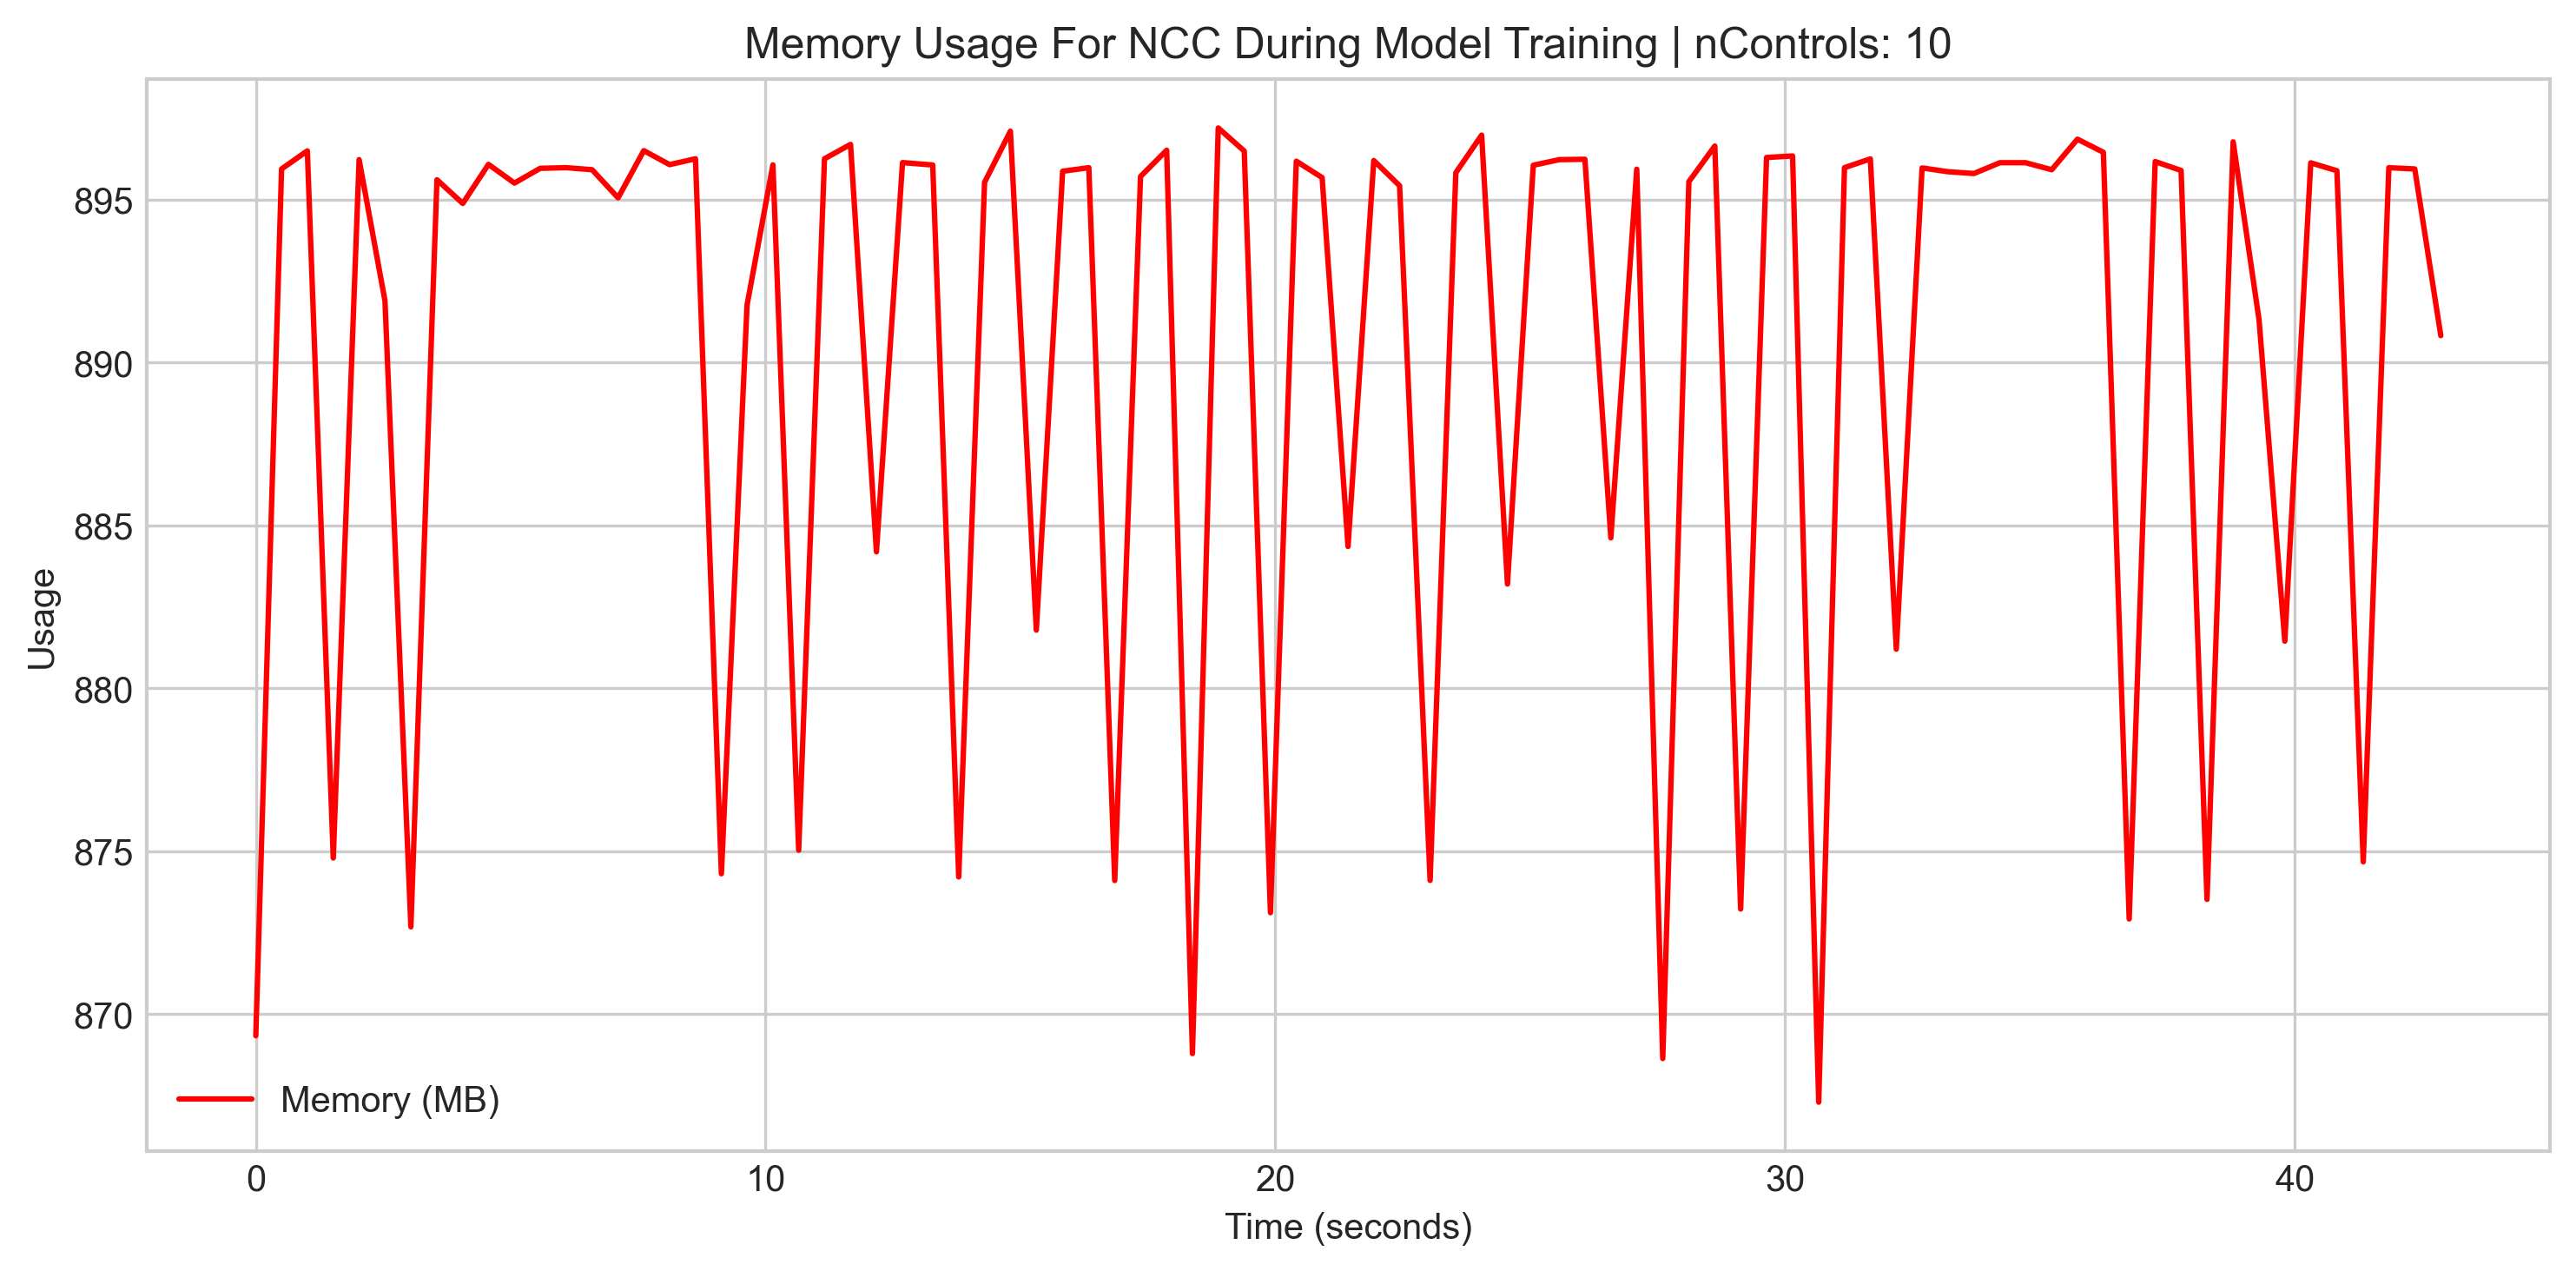 Memory Usage For NCC During Model Training | nControls: 10
895
890
885
880
875
870
Usage
Memory (MB)
0 10 20 30 40
Time (seconds)